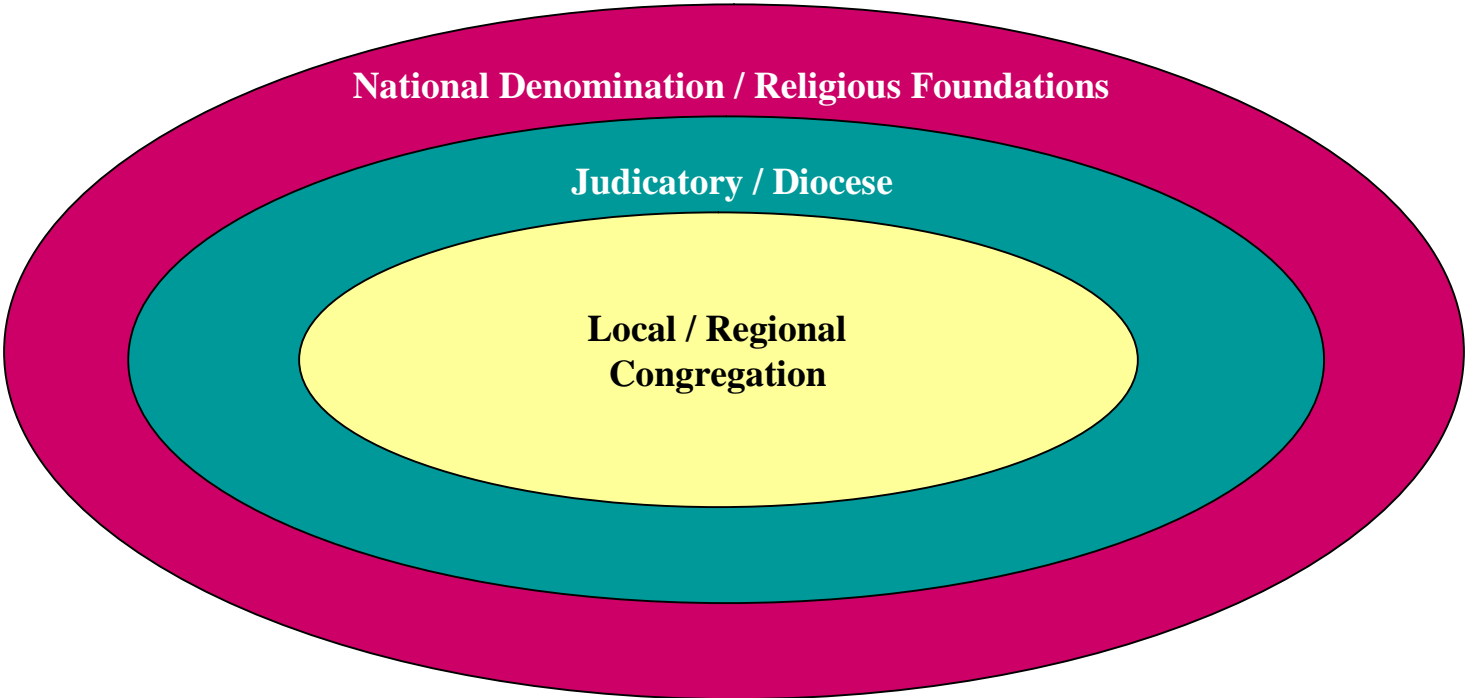 National Denomination / Religious Foundations
Judicatory / Diocese
Local / Regional
Congregation